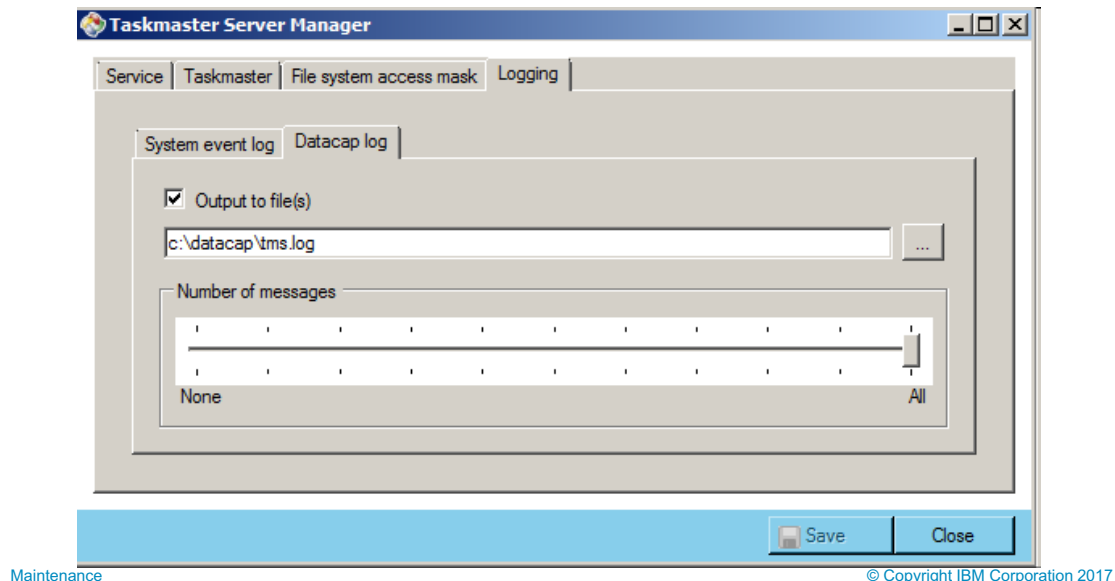 Taskmaster Server Manager
Service Taskmaster File system access mask Logging
System event log Datacap log
Output to file(s)
c:\datacap\tms.log ...
Number of messages
None All
Save Close
Maintenance © Copyright IBM Corporation 2017